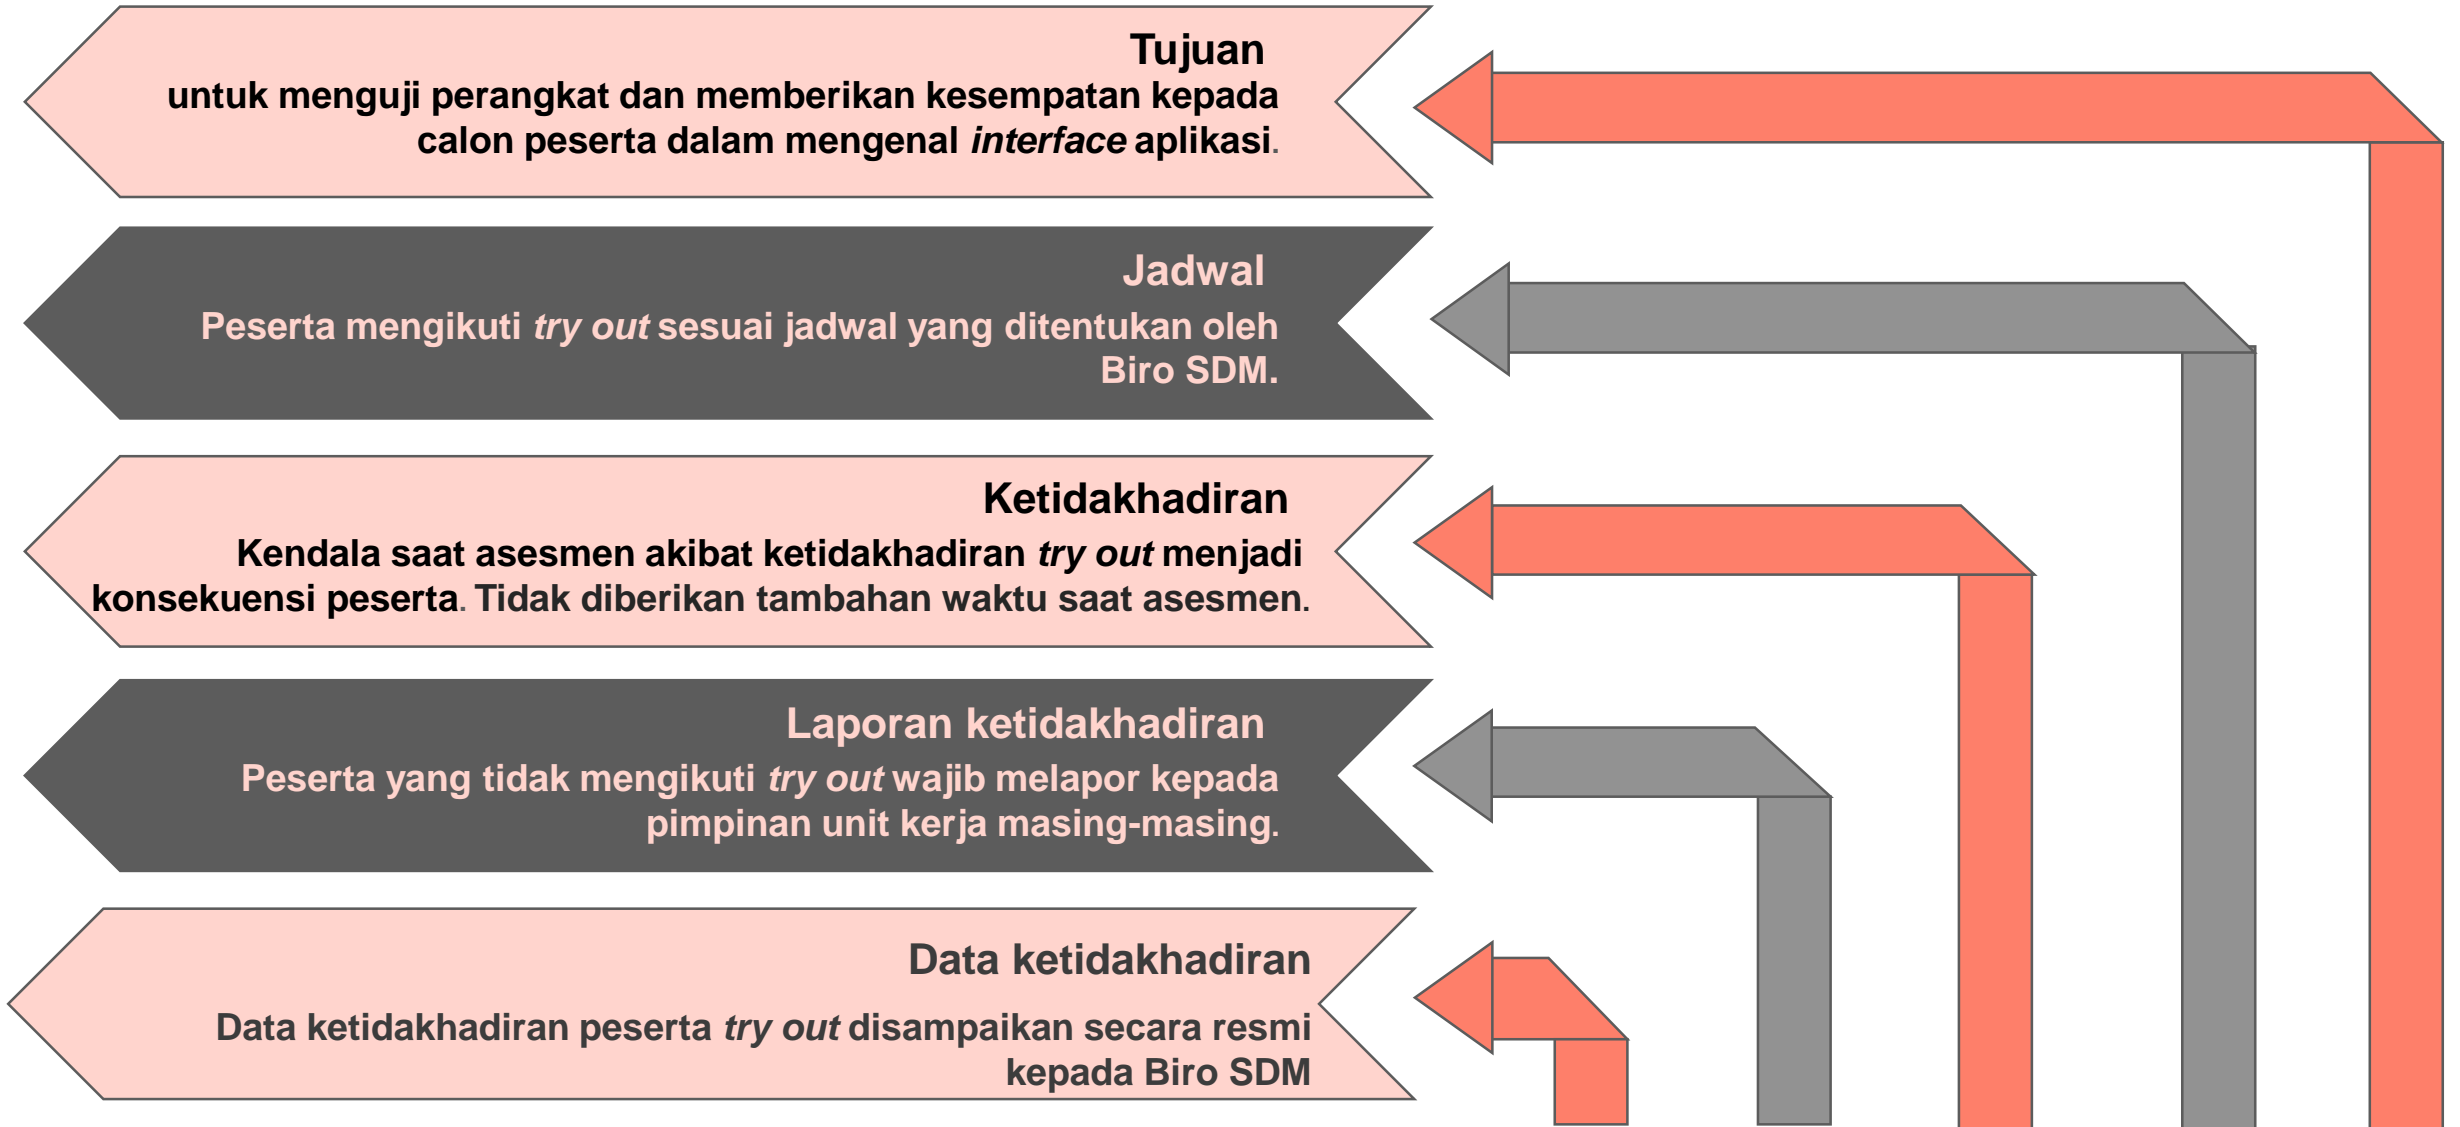 Tujuan
untuk menguji perangkat dan memberikan kesempatan kepada
calon peserta dalam mengenal interface aplikasi.
Jadwal
Peserta mengikuti try out sesuai jadwal yang ditentukan oleh
Biro SDM.
Ketidakhadiran
Kendala saat asesmen akibat ketidakhadiran try out menjadi
konsekuensi peserta. Tidak diberikan tambahan waktu saat asesmen.
Laporan ketidakhadiran
Peserta yang tidak mengikuti try out wajib melapor kepada
pimpinan unit kerja masing-masing.
Data ketidakhadiran
Data ketidakhadiran peserta try out disampaikan secara resmi
kepada Biro SDM